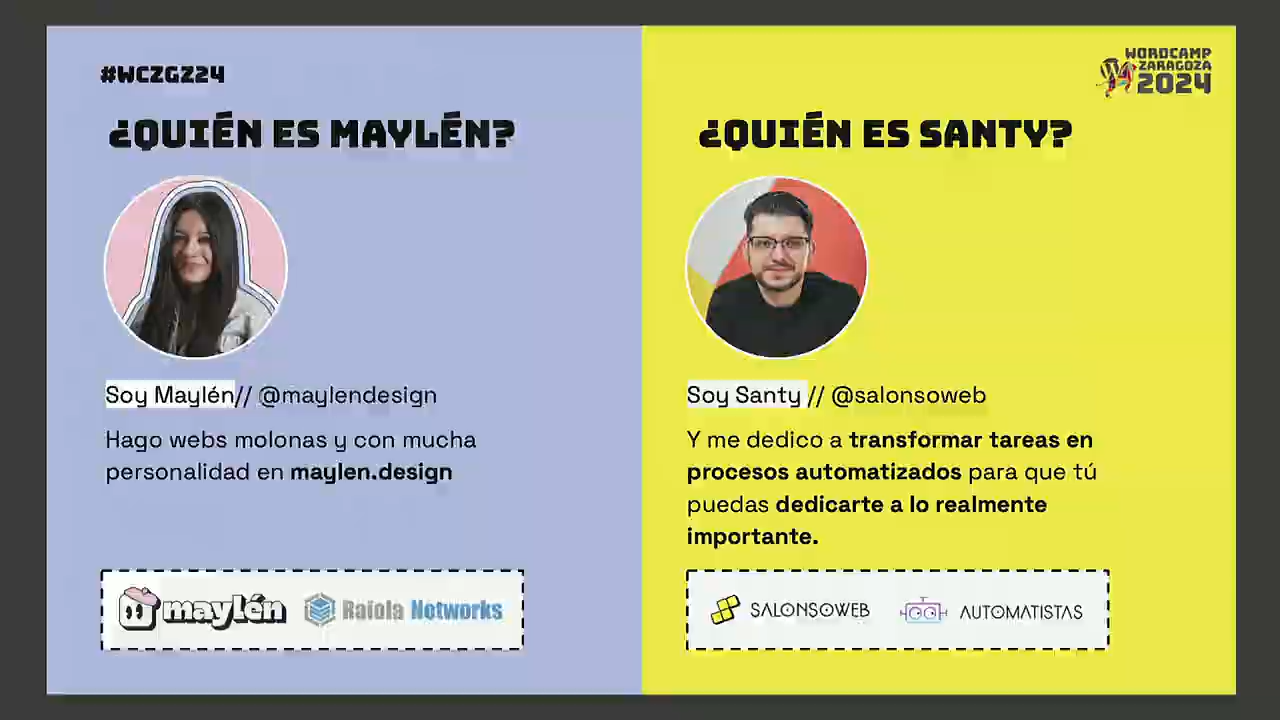 #WCZGZ24
WORDCAMP
ZARAGOZA
2024
¿QUIÉN ES MAYLÉN?
Soy Maylén// @maylendesign
Hago webs molonas y con mucha
personalidad en maylen.design
maylén
Raiola Networks
¿QUIÉN ES SANTY?
Soy Santy // @salonsoweb
Y me dedico a transformar tareas en
procesos automatizados para que tú
puedas dedicarte a lo realmente
importante.
SALONSOWEB
AUTOMATISTAS